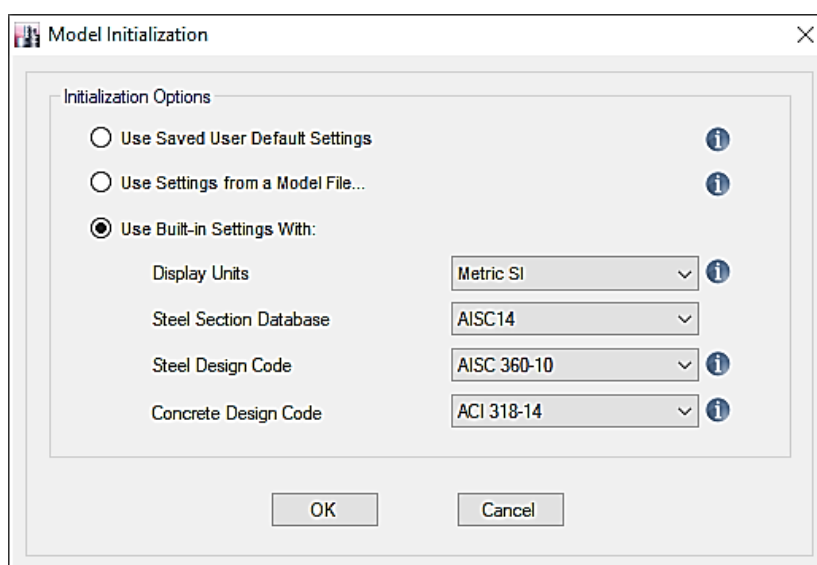 Model Initialization
Initialization Options
Use Saved User Default Settings
Use Settings from a Model File...
Use Built-in Settings With:
Display Units Metric SI
Steel Section Database AISC14
Steel Design Code AISC 360-10
Concrete Design Code ACI 318-14
OK Cancel